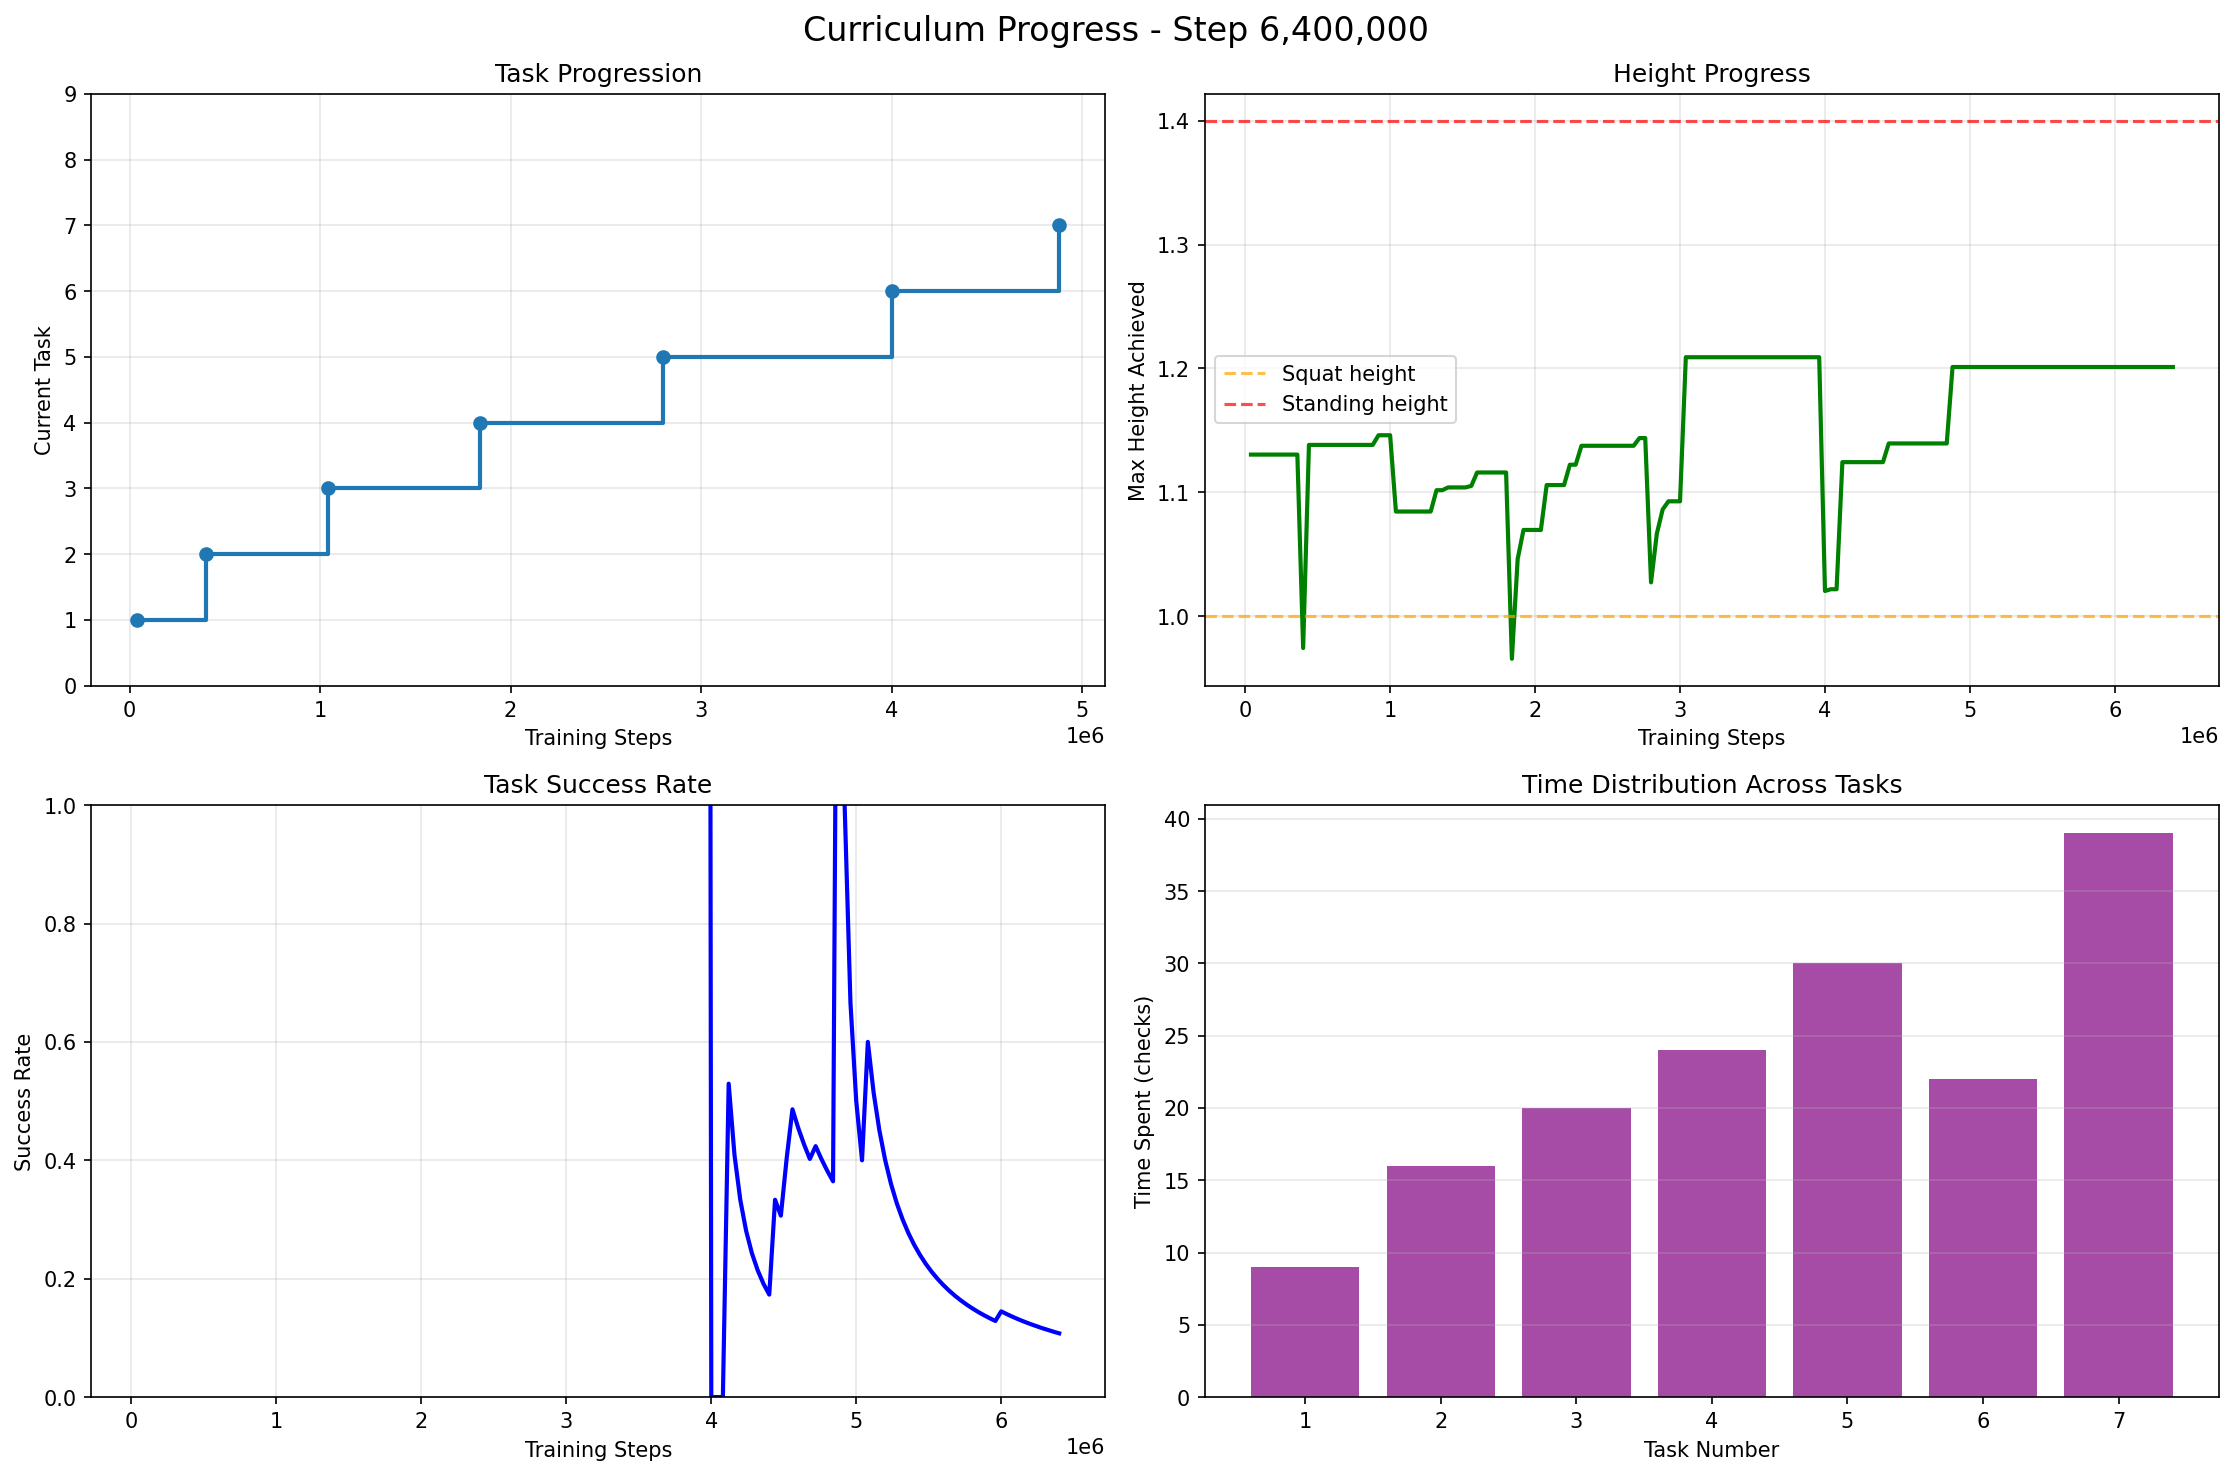 Curriculum Progress - Step 6,400,000
Task Progression
Current Task
9
8
7
6
5
4
3
2
1
0
0 1 2 3 4 5
1e6
Training Steps
Height Progress
Max Height Achieved
1.4
1.3
1.2
1.1
1.0
Squat height
Standing height
0 1 2 3 4 5 6
1e6
Training Steps
Task Success Rate
Success Rate
1.0
0.8
0.6
0.4
0.2
0.0
0 1 2 3 4 5 6
1e6
Training Steps
Time Distribution Across Tasks
Time Spent (checks)
40
35
30
25
20
15
10
5
0
1 2 3 4 5 6 7
Task Number